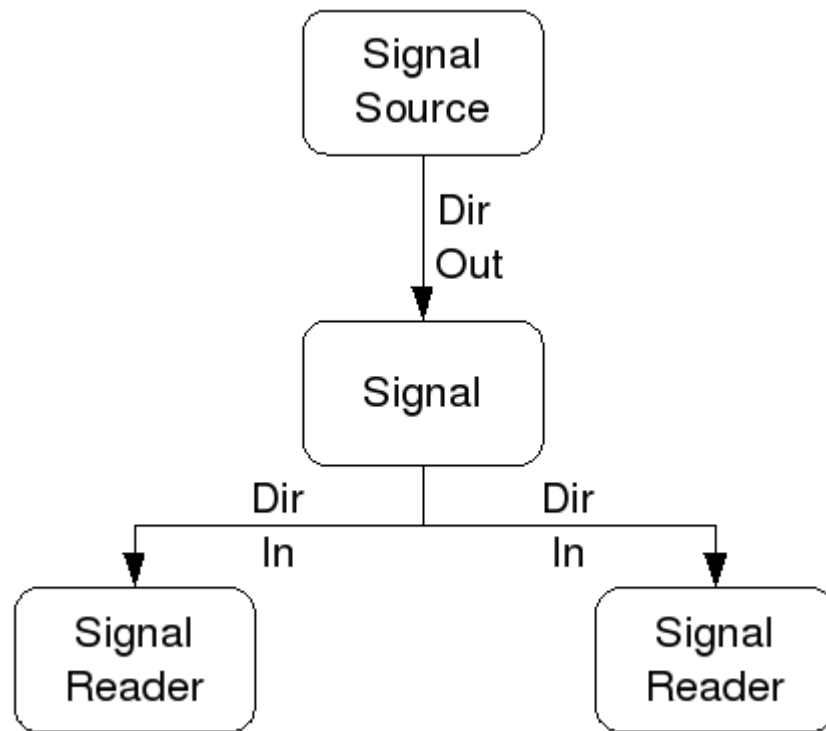 Signal
Source
Dir
Out
Signal
Dir
In
Dir
In
Signal
Reader
Signal
Reader